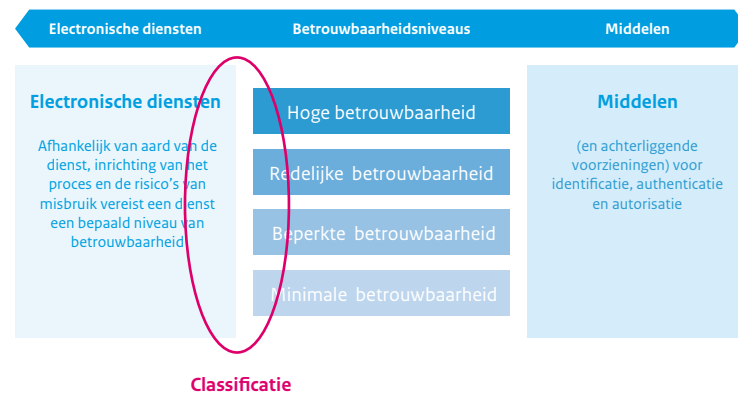 Electronische diensten
Betrouwbaarheidsniveaus
Middelen
Electronische diensten
Afhankelijk van aard van de
dienst, inrichting van het
proces en de risico's van
misbruik vereist een dienst
een bepaald niveau van
betrouwbaarheid
Hoge betrouwbaarheid
Redelijke betrouwbaarheid
Beperkte betrouwbaarheid
Minimale betrouwbaarheid
Middelen
(en achterliggende
voorzieningen) voor
identificatie, authenticatie
en autorisatie
Classificatie